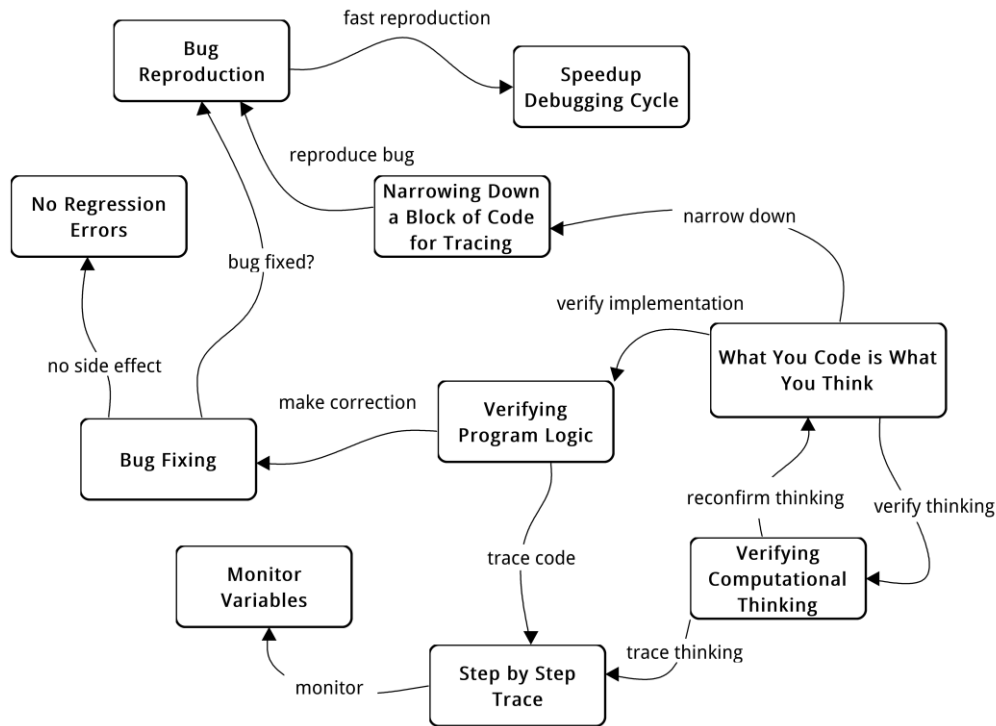 fast reproduction
Bug
Reproduction
Speedup
Debugging Cycle
reproduce bug
No Regression
Errors
Narrowing Down
a Block of Code
for Tracing
narrow down
bug fixed?
verify implementation
What You Code is What
You Think
no side effect
make correction
Verifying
Program Logic
Bug Fixing
reconfirm thinking
verify thinking
trace code
Monitor
Variables
Verifying
Computational
Thinking
trace thinking
Step by Step
Trace
monitor